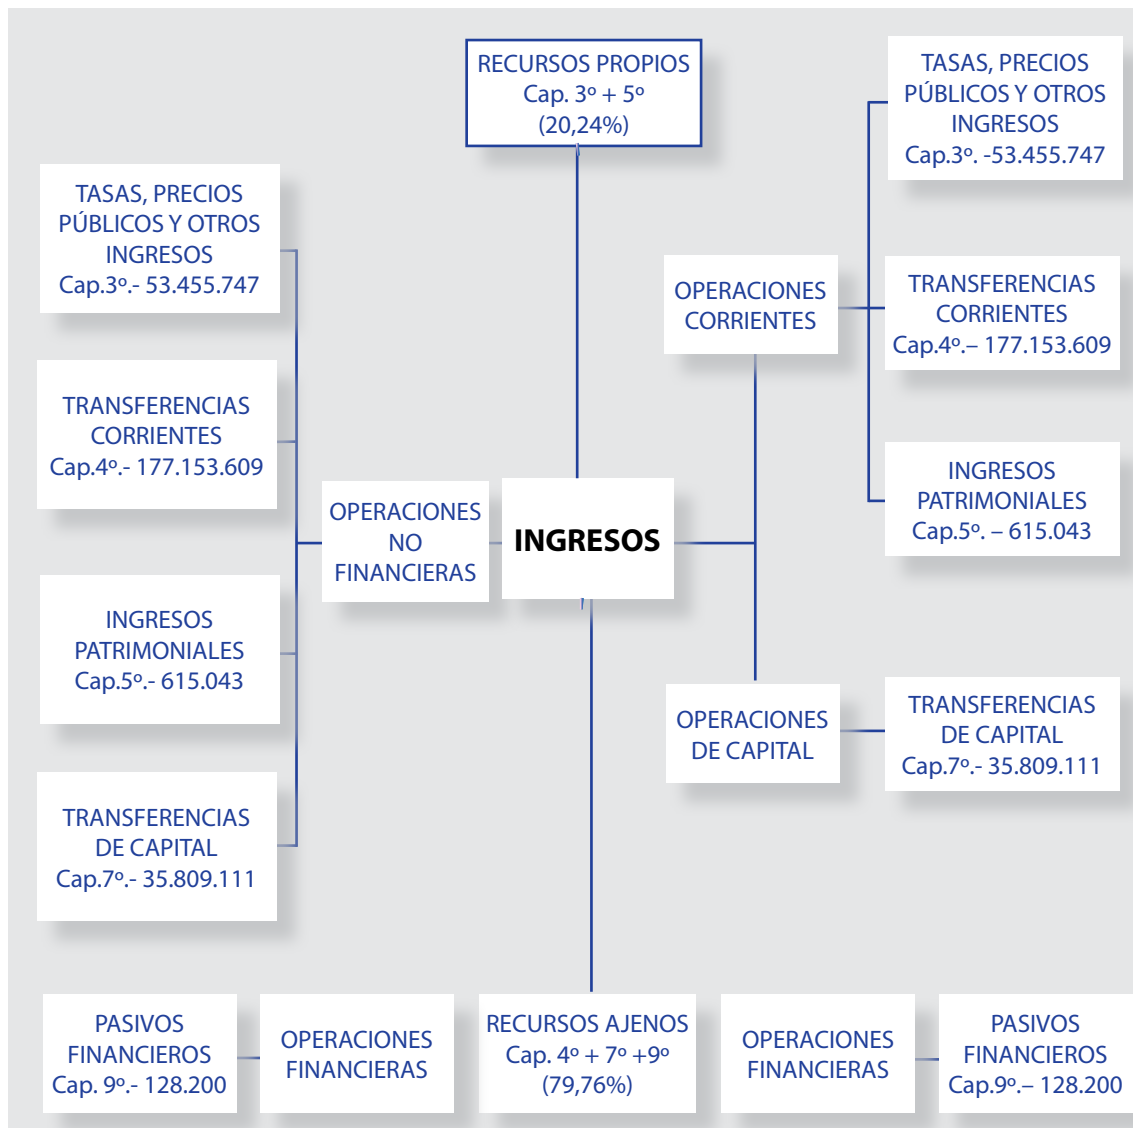 RECURSOS PROPIOS
Cap. 3º + 5º
(20,24%)
TASAS, PRECIOS
PÚBLICOS Y OTROS
INGRESOS
Cap.3º. -53.455.747
TASAS, PRECIOS
PÚBLICOS Y OTROS
INGRESOS
Cap.3º.- 53.455.747
OPERACIONES
CORRIENTES
TRANSFERENCIAS
CORRIENTES
Cap.4º.– 177.153.609
TRANSFERENCIAS
CORRIENTES
Cap.4º.- 177.153.609
INGRESOS
PATRIMONIALES
Cap.5º. – 615.043
OPERACIONES
NO
FINANCIERAS
INGRESOS
INGRESOS
PATRIMONIALES
Cap.5º.- 615.043
OPERACIONES
DE CAPITAL
TRANSFERENCIAS
DE CAPITAL
Cap.7º.- 35.809.111
TRANSFERENCIAS
DE CAPITAL
Cap.7º.- 35.809.111
PASIVOS
FINANCIEROS
Cap. 9º.- 128.200
OPERACIONES
FINANCIERAS
RECURSOS AJENOS
Cap. 4º + 7º +9º
(79,76%)
OPERACIONES
FINANCIERAS
PASIVOS
FINANCIEROS
Cap.9º.– 128.200